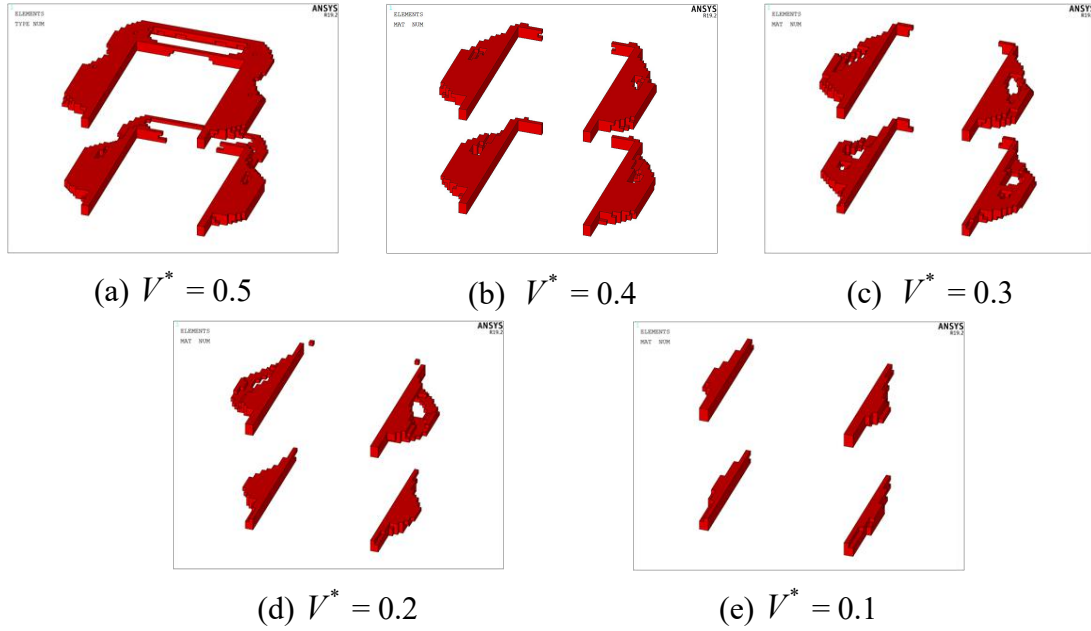 ELEMENTS
TYPE NUM
ANSYS
R19.2
ELEMENTS
MAT NUM
ANSYS
R19.2
ELEMENTS
MAT NUM
ANSYS
R19.2
(a) V* = 0.5
(b) V* = 0.4
(c) V* = 0.3
ELEMENTS
MAT NUM
ANSYS
R19.2
ELEMENTS
MAT NUM
ANSYS
R19.2
(d) V* = 0.2
(e) V* = 0.1